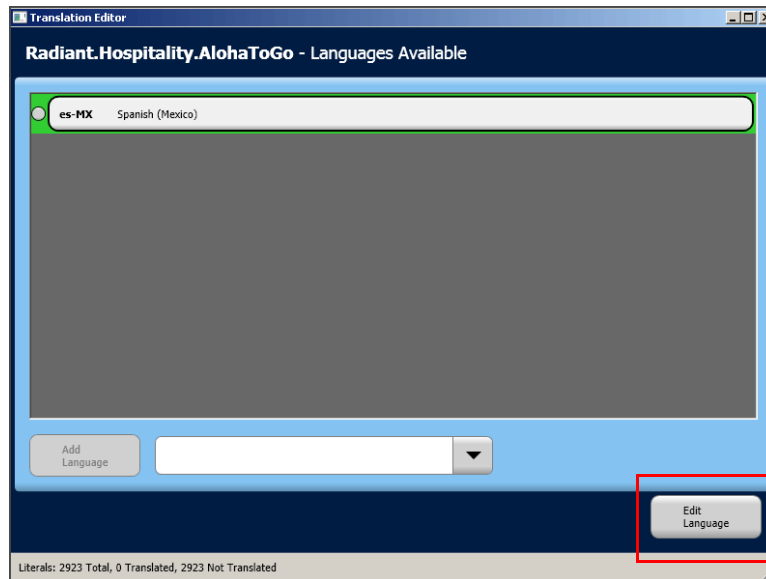 Translation Editor
Radiant.Hospitality.AlohaToGo - Languages Available
es-MX Spanish (Mexico)
Add
Language
Edit
Language
Literals: 2923 Total, 0 Translated, 2923 Not Translated